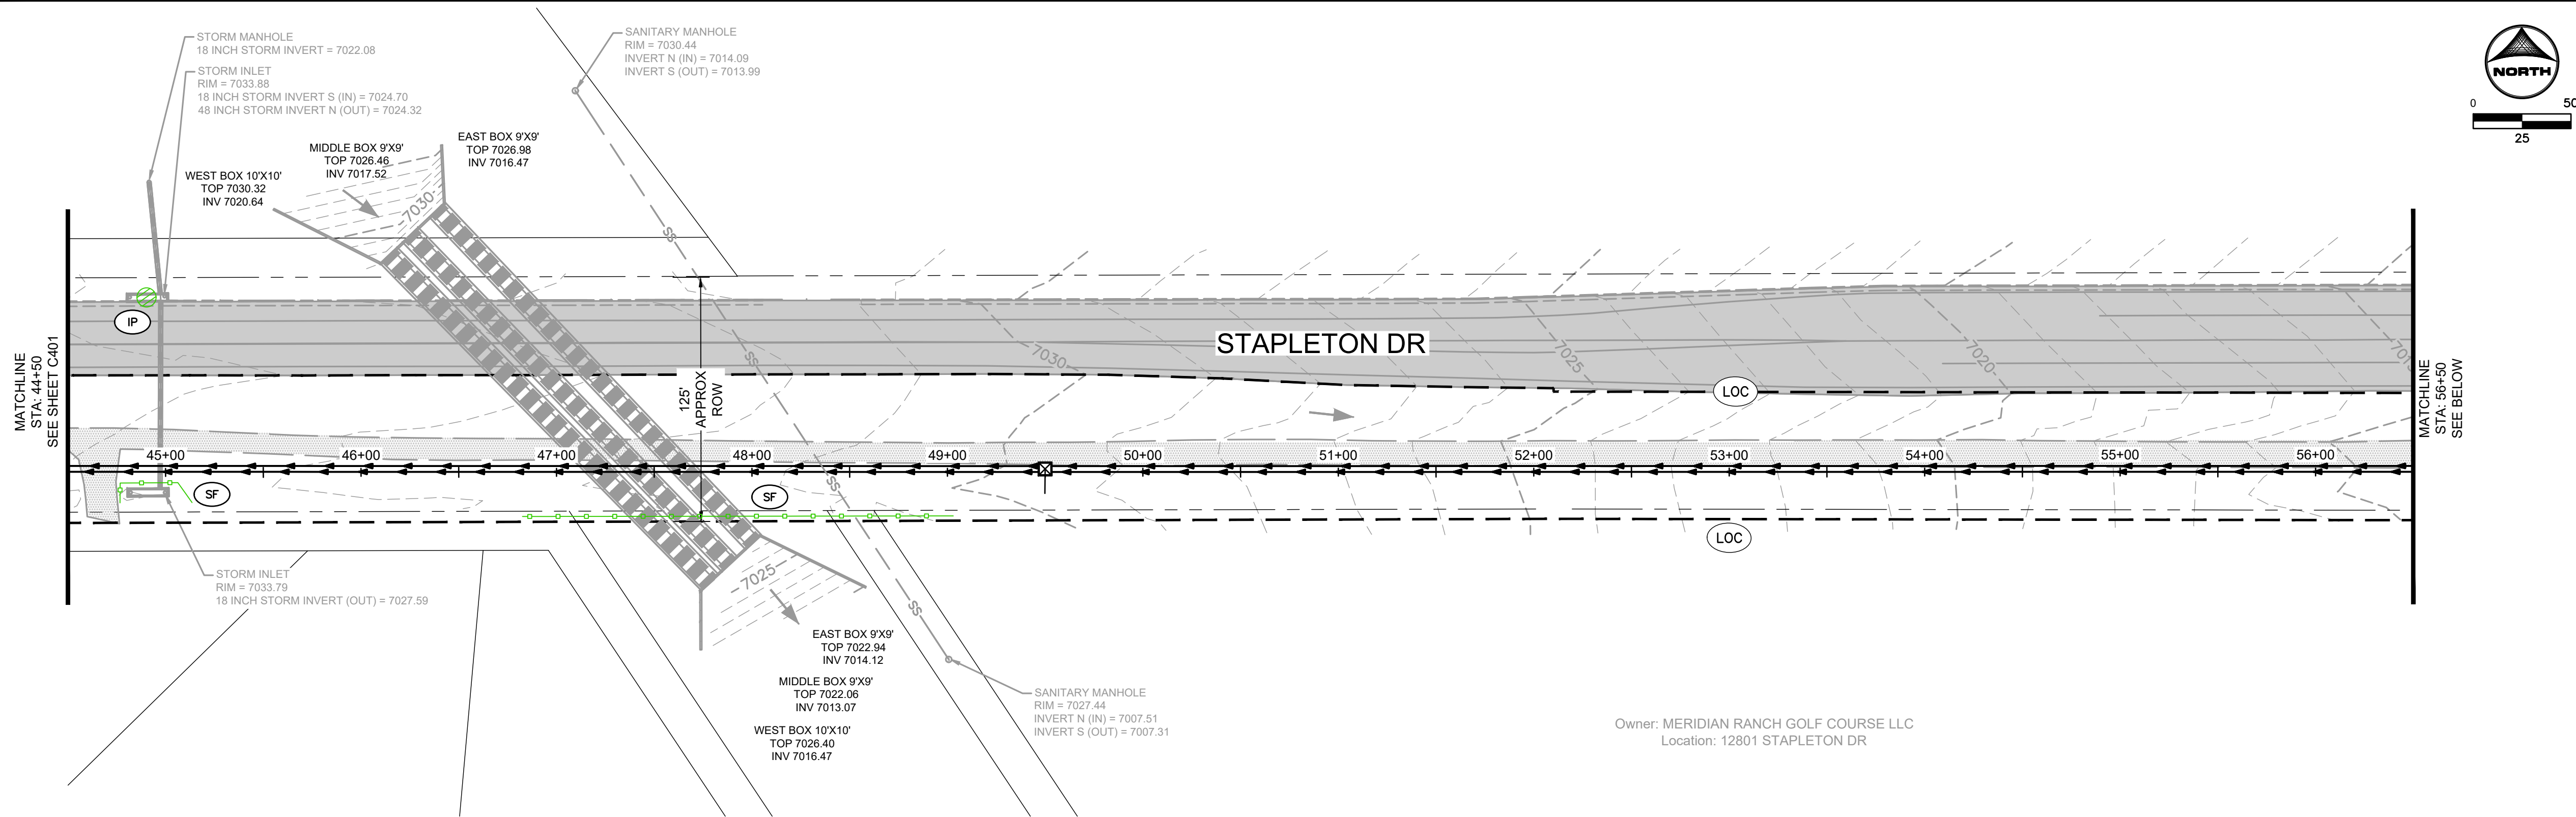 STORM MANHOLE
18 INCH STORM INVERT = 7022.08
STORM INLET
RIM = 7033.88
18 INCH STORM INVERT S (IN) = 7024.70
48 INCH STORM INVERT N (OUT) = 7024.32
SANITARY MANHOLE
RIM = 7030.44
INVERT N (IN) = 7014.09
INVERT S (OUT) = 7013.99
NORTH
0 50
25
EAST BOX 9'X9'
TOP 7026.98
INV 7016.47
MIDDLE BOX 9'X9'
TOP 7026.46
INV 7017.52
WEST BOX 10'X10'
TOP 7030.32
INV 7020.64
7030
SS
IP
STAPLETON DR
7030
7025
7020
SS
MATCHLINE
STA: 44+50
SEE SHEET C401
125'
APPROX
ROW
LOC
MATCHLINE
STA: 56+50
SEE BELOW
45+00 46+00 47+00 48+00 49+00 50+00 51+00 52+00 53+00 54+00 55+00 56+00
SS
SF
SF
LOC
STORM INLET
RIM = 7033.79
18 INCH STORM INVERT (OUT) = 7027.59
7025
SS
EAST BOX 9'X9'
TOP 7022.94
INV 7014.12
MIDDLE BOX 9'X9'
TOP 7022.06
INV 7013.07
WEST BOX 10'X10'
TOP 7026.40
INV 7016.47
SANITARY MANHOLE
RIM = 7027.44
INVERT N (IN) = 7007.51
INVERT S (OUT) = 7007.31
Owner: MERIDIAN RANCH GOLF COURSE LLC
Location: 12801 STAPLETON DR